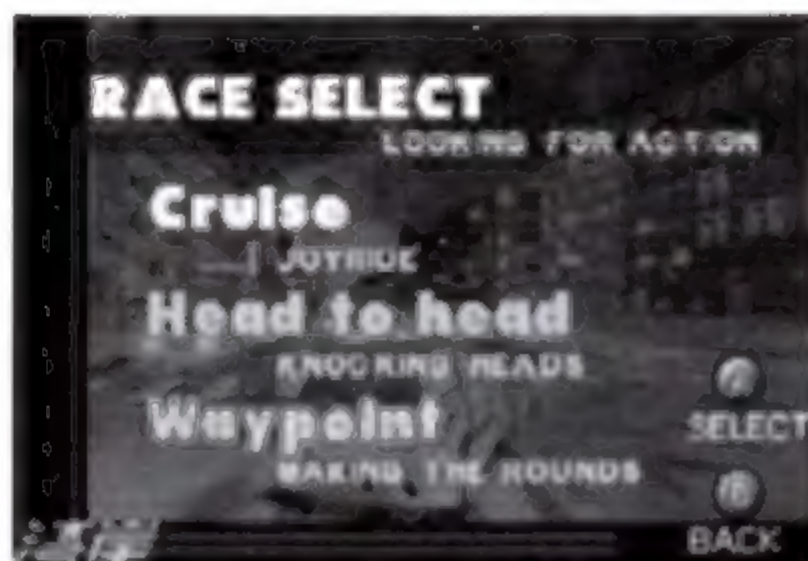 RACE SELECT
LOOKING FOR ACTION
Cruise
JOYRIDE
Head to head
KNOCKING HEADS
Waypoint
MAKING THE ROUNDS
SELECT
B
BACK